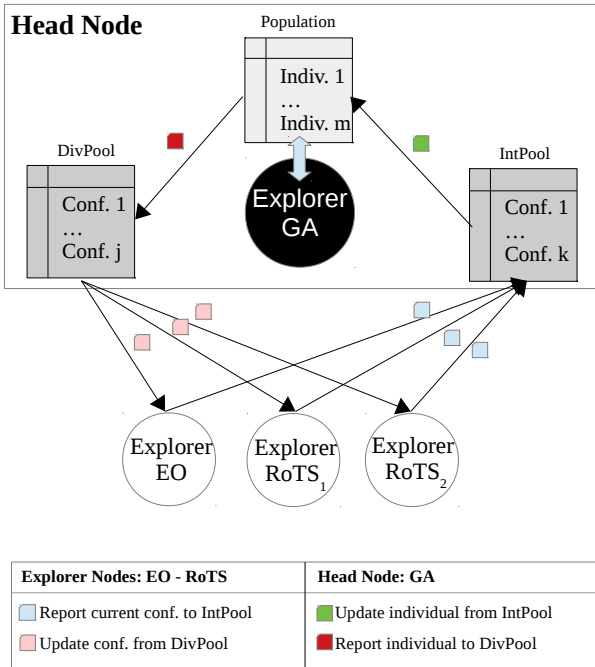 Head Node
Population
Indiv. 1
...
Indiv. m
DivPool
Conf. 1
...
Conf. j
Explorer
GA
IntPool
Conf. 1
...
Conf. k
Explorer
EO
Explorer
RoTS1
Explorer
RoTS2
Explorer Nodes: EO - RoTS
Head Node: GA
Report current conf. to IntPool
Update individual from IntPool
Update conf. from DivPool
Report individual to DivPool